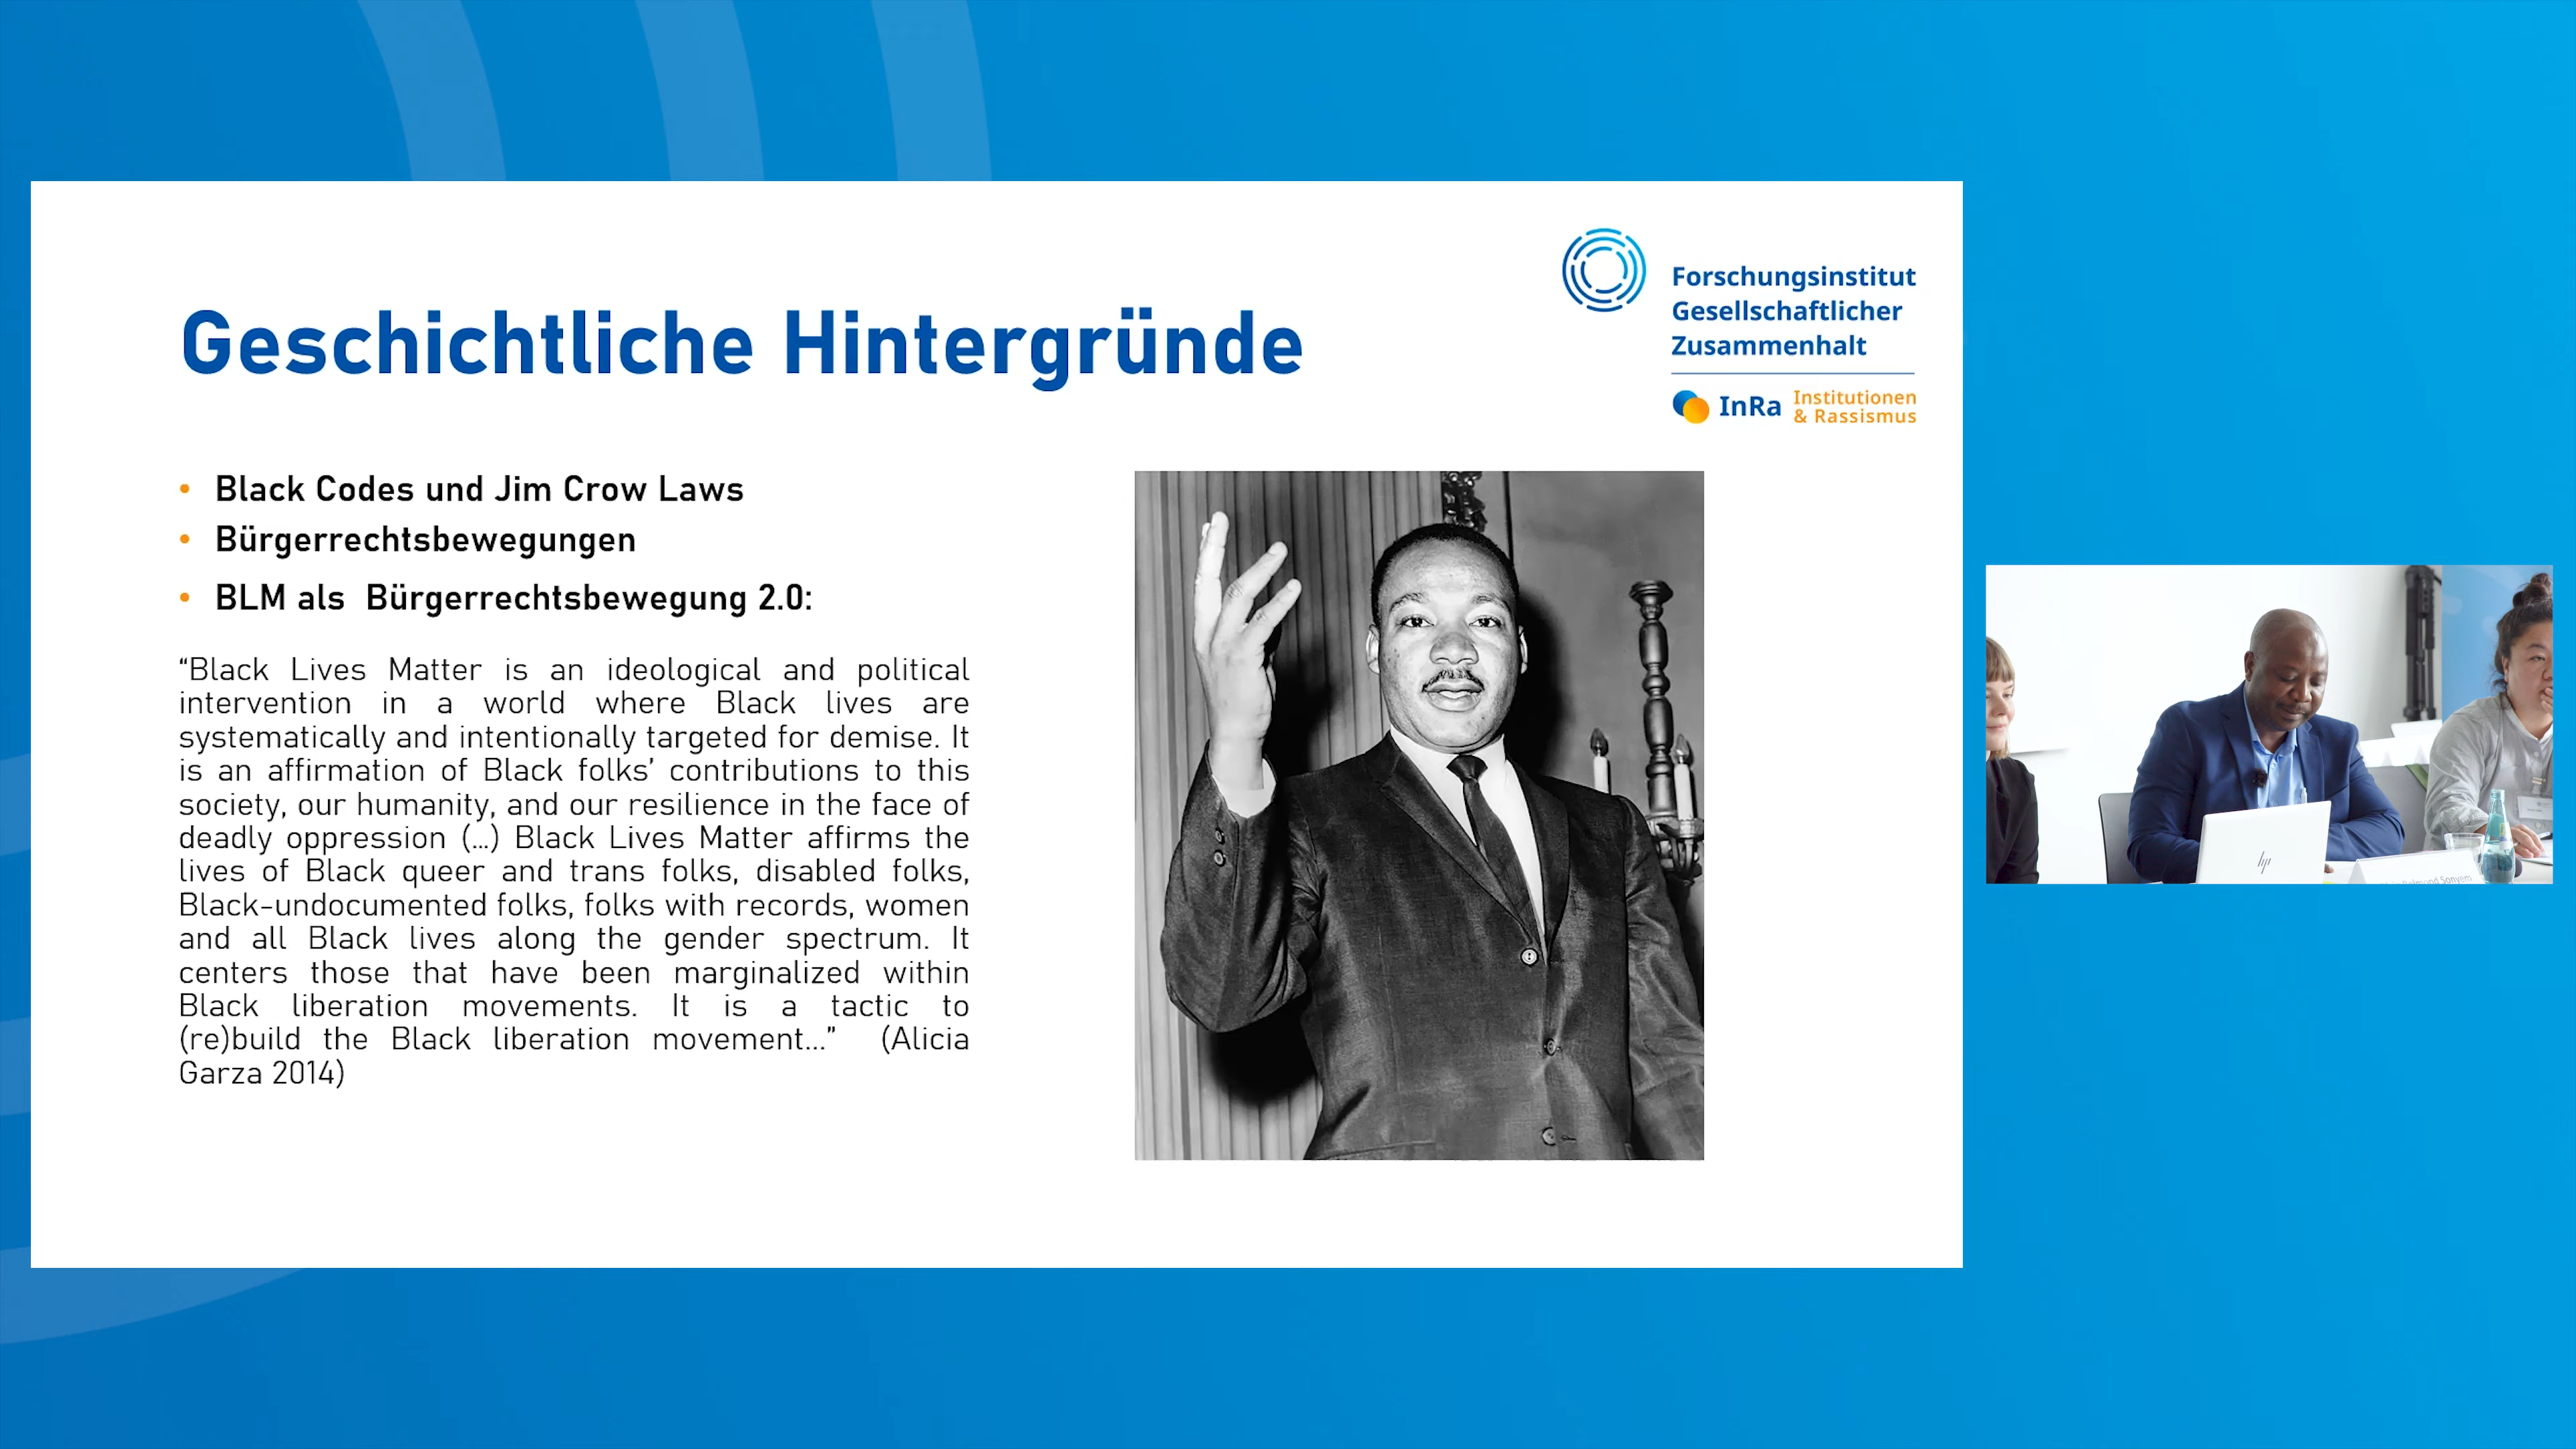 Geschichtliche Hintergründe
Forschungsinstitut
Gesellschaftlicher
Zusammenhalt
InRa Institutionen
& Rassismus
• Black Codes und Jim Crow Laws
• Bürgerrechtsbewegungen
• BLM als Bürgerrechtsbewegung 2.0:
“Black Lives Matter is an ideological and political
intervention in a world where Black lives are
systematically and intentionally targeted for demise. It
is an affirmation of Black folks’ contributions to this
society, our humanity, and our resilience in the face of
deadly oppression (...) Black Lives Matter affirms the
lives of Black queer and trans folks, disabled folks,
Black-undocumented folks, folks with records, women
and all Black lives along the gender spectrum. It
centers those that have been marginalized within
Black liberation movements. It is a tactic to
(re)build the Black liberation movement...” (Alicia
Garza 2014)
hp